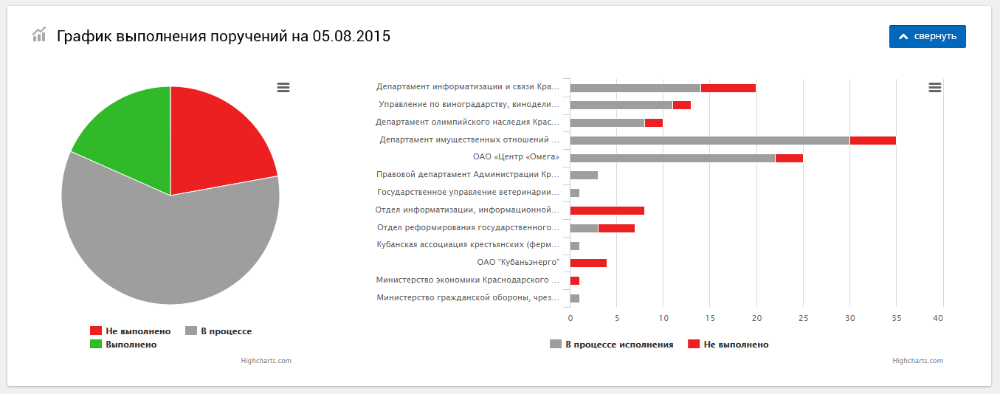 График выполнения поручений на 05.08.2015
свернуть
Не выполнено
В процессе
Выполнено
Highcharts.com
Департамент информатизации и связи Кра...
Управление по виноградарству, винодели...
Департамент олимпийского наследия Крас...
Департамент имущественных отношений ...
ОАО «Центр «Омега»
Правовой департамент Администрации Кр...
Государственное управление ветеринарии...
Отдел информатизации, информационной...
Отдел реформирования государственного...
Кубанская ассоциация крестьянских (ферм...
ОАО "Кубаньэнерго"
Министерство экономики Краснодарского ...
Министерство гражданской обороны, чрез...
0 5 10 15 20 25 30 35 40
В процессе исполнения
Не выполнено
Highcharts.com